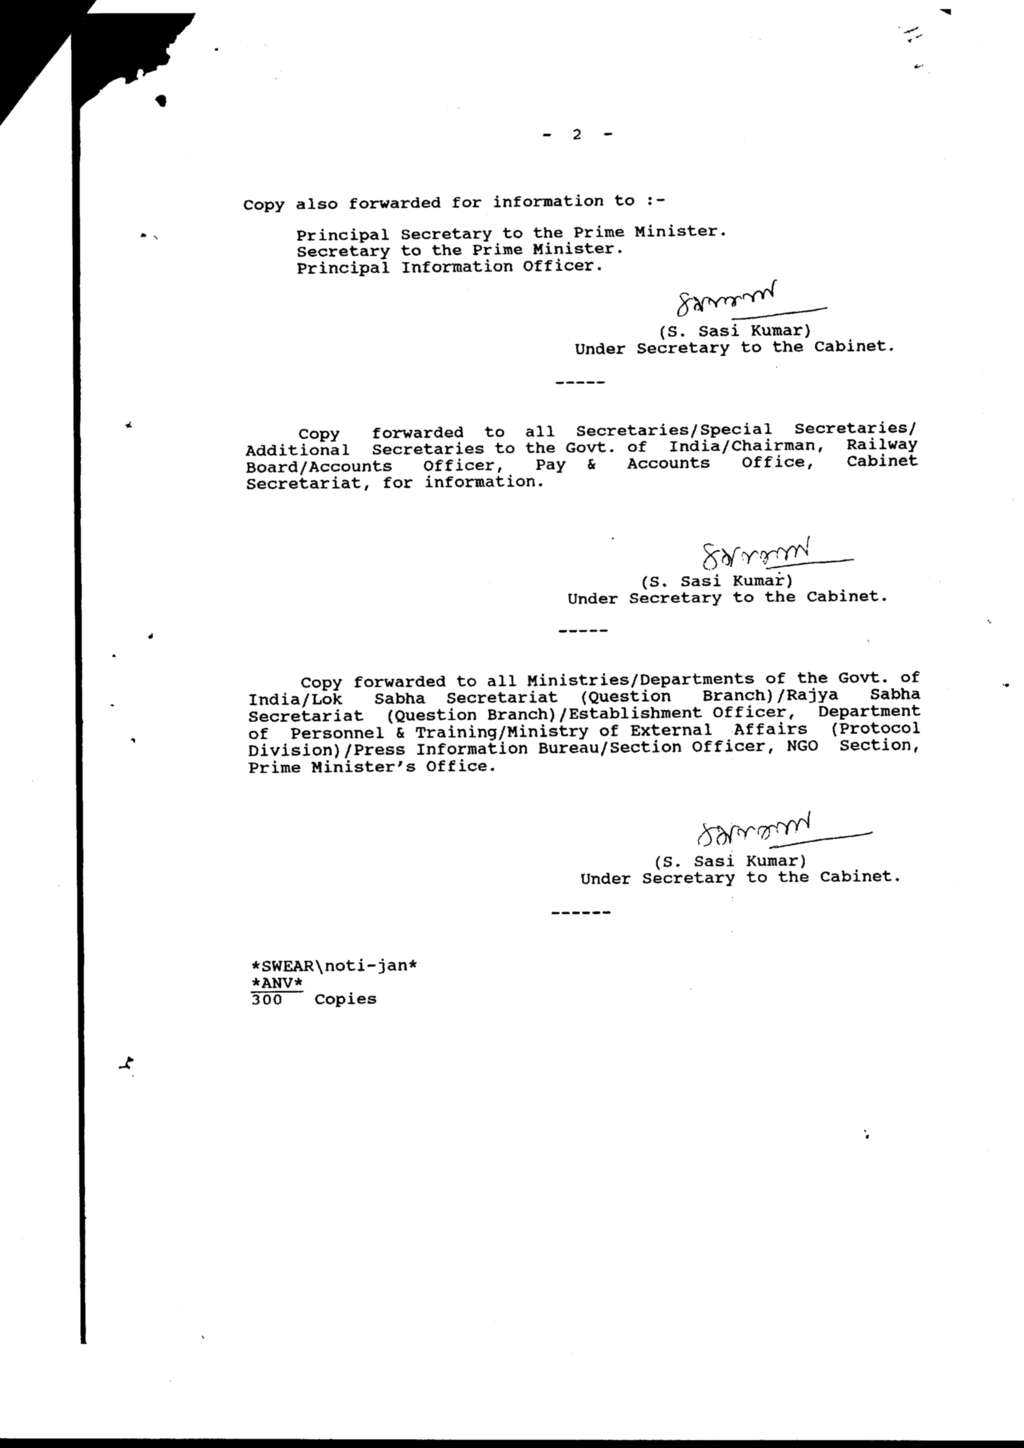 - 2 -
Copy also forwarded for information to :-
Principal Secretary to the Prime Minister.
Secretary to the Prime Minister.
Principal Information Officer.
(S. Sasi Kumar)
Under Secretary to the Cabinet.
-----
Copy forwarded to all Secretaries/Special Secretaries/
Additional Secretaries to the Govt. of India/Chairman, Railway
Board/Accounts Officer, Pay & Accounts Office, Cabinet
Secretariat, for information.
(S. Sasi Kumar)
Under Secretary to the Cabinet.
-----
Copy forwarded to all Ministries/Departments of the Govt. of
India/Lok Sabha Secretariat (Question Branch)/Rajya Sabha
Secretariat (Question Branch)/Establishment Officer, Department
of Personnel & Training/Ministry of External Affairs (Protocol
Division)/Press Information Bureau/Section Officer, NGO Section,
Prime Minister's Office.
(S. Sasi Kumar)
Under Secretary to the Cabinet.
------
*SWEAR\noti-jan*
*ANV*
300 Copies